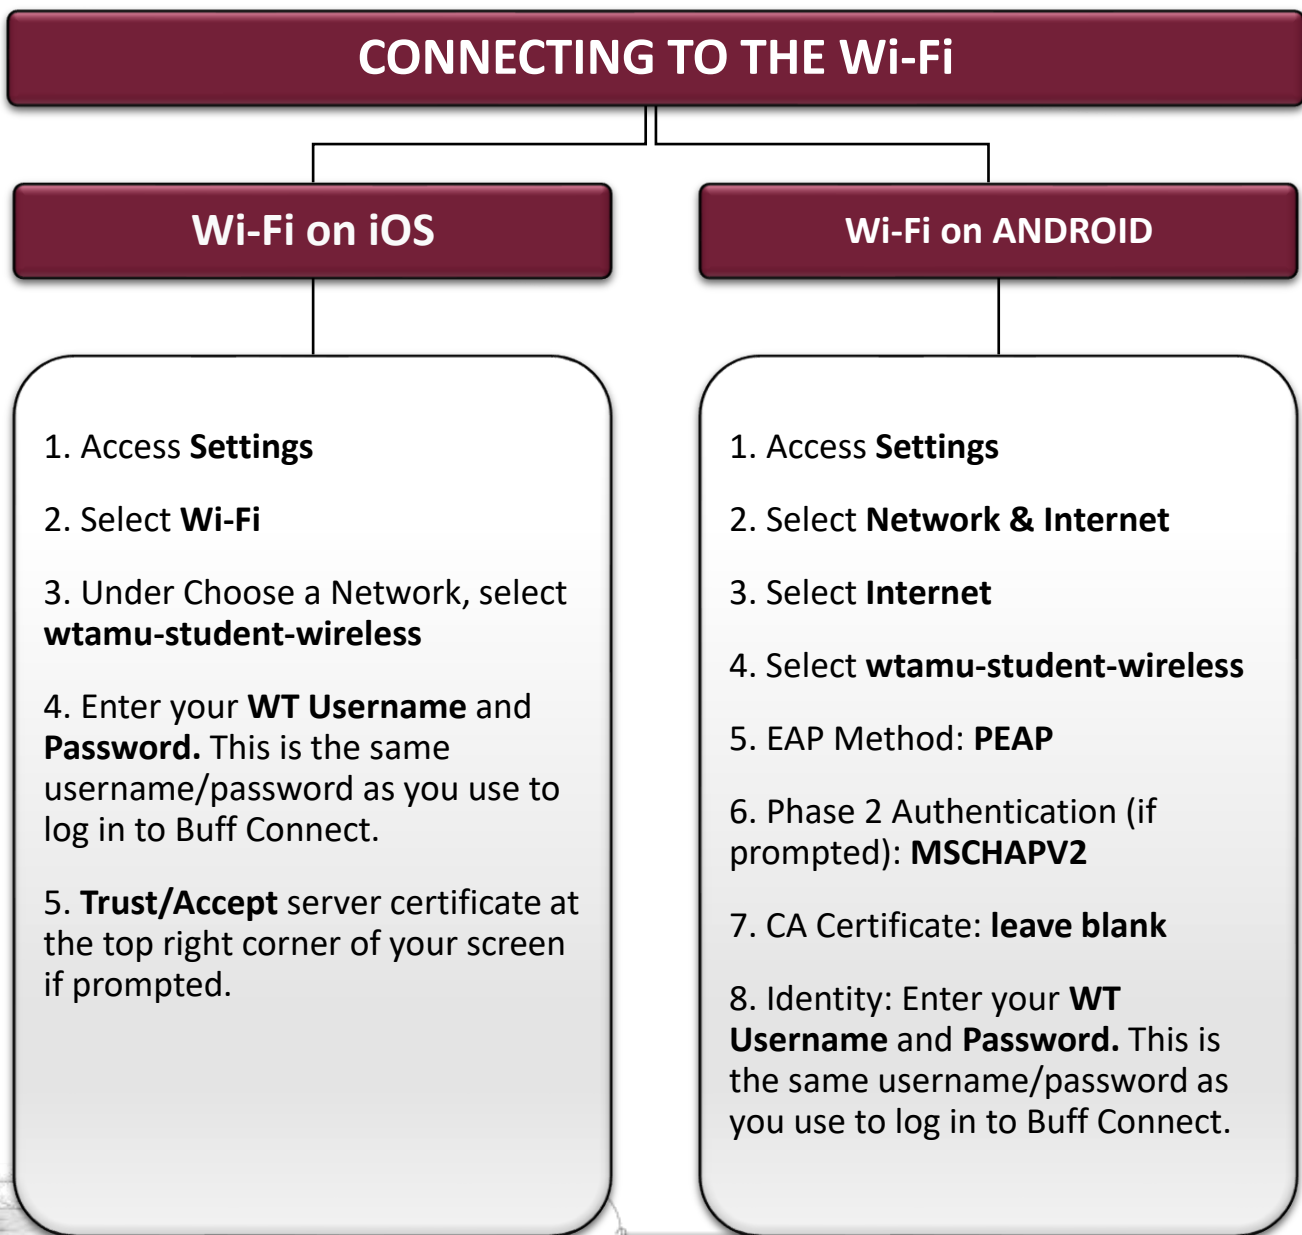 CONNECTING TO THE Wi-Fi
Wi-Fi on iOS
1. Access Settings
2. Select Wi-Fi
3. Under Choose a Network, select
wtamu-student-wireless
4. Enter your WT Username and
Password. This is the same
username/password as you use to
log in to Buff Connect.
5. Trust/Accept server certificate at
the top right corner of your screen
if prompted.
Wi-Fi on ANDROID
1. Access Settings
2. Select Network & Internet
3. Select Internet
4. Select wtamu-student-wireless
5. EAP Method: PEAP
6. Phase 2 Authentication (if
prompted): MSCHAPV2
7. CA Certificate: leave blank
8. Identity: Enter your WT
Username and Password. This is
the same username/password as
you use to log in to Buff Connect.